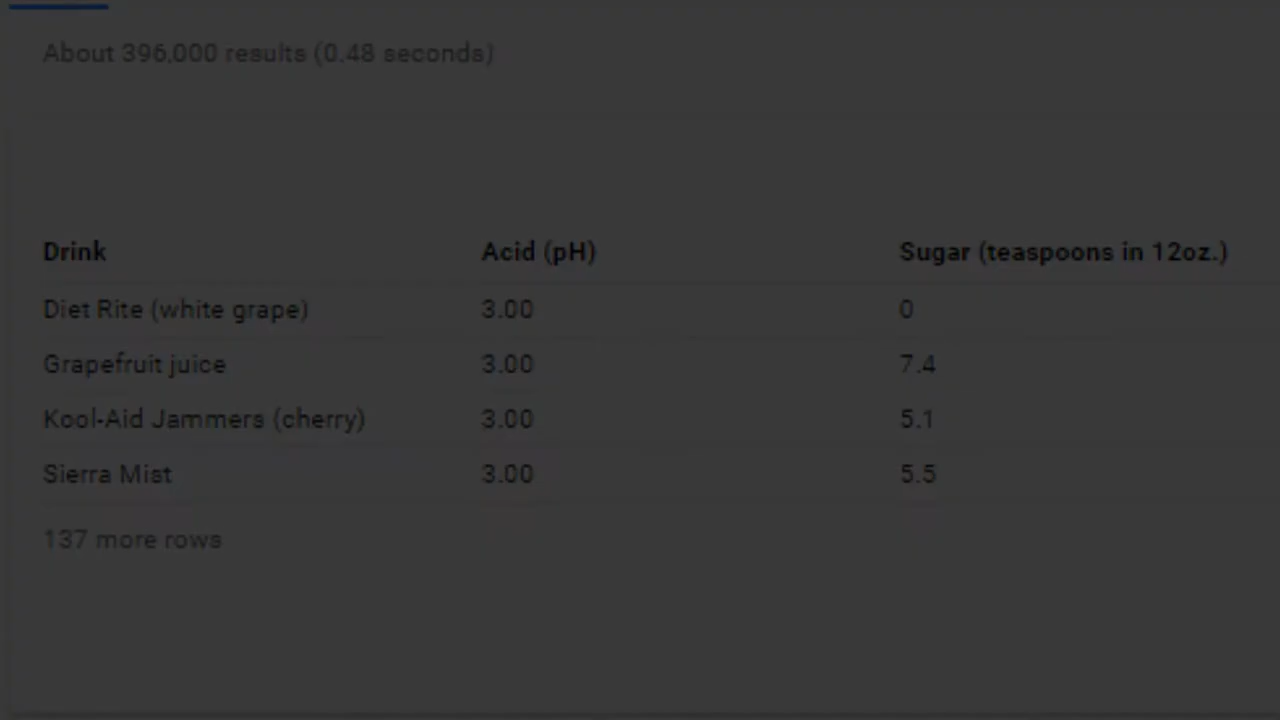 About 396,000 results (0.48 seconds)
Drink Acid (pH) Sugar (teaspoons in 12oz.)
Diet Rite (white grape) 3.00 0
Grapefruit juice 3.00 7.4
Kool-Aid Jammers (cherry) 3.00 5.1
Sierra Mist 3.00 5.5
137 more rows